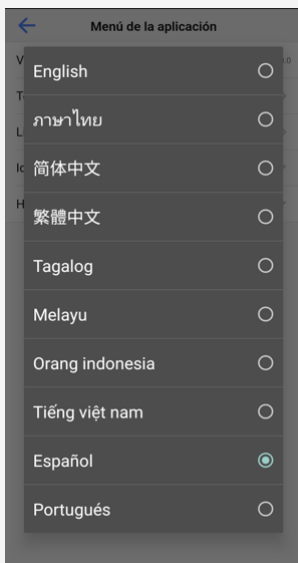 Menú de la aplicación
English
ภาษาไทย
简体中文
繁體中文
Tagalog
Melayu
Orang indonesia
Tiếng việt nam
Español
Portugués